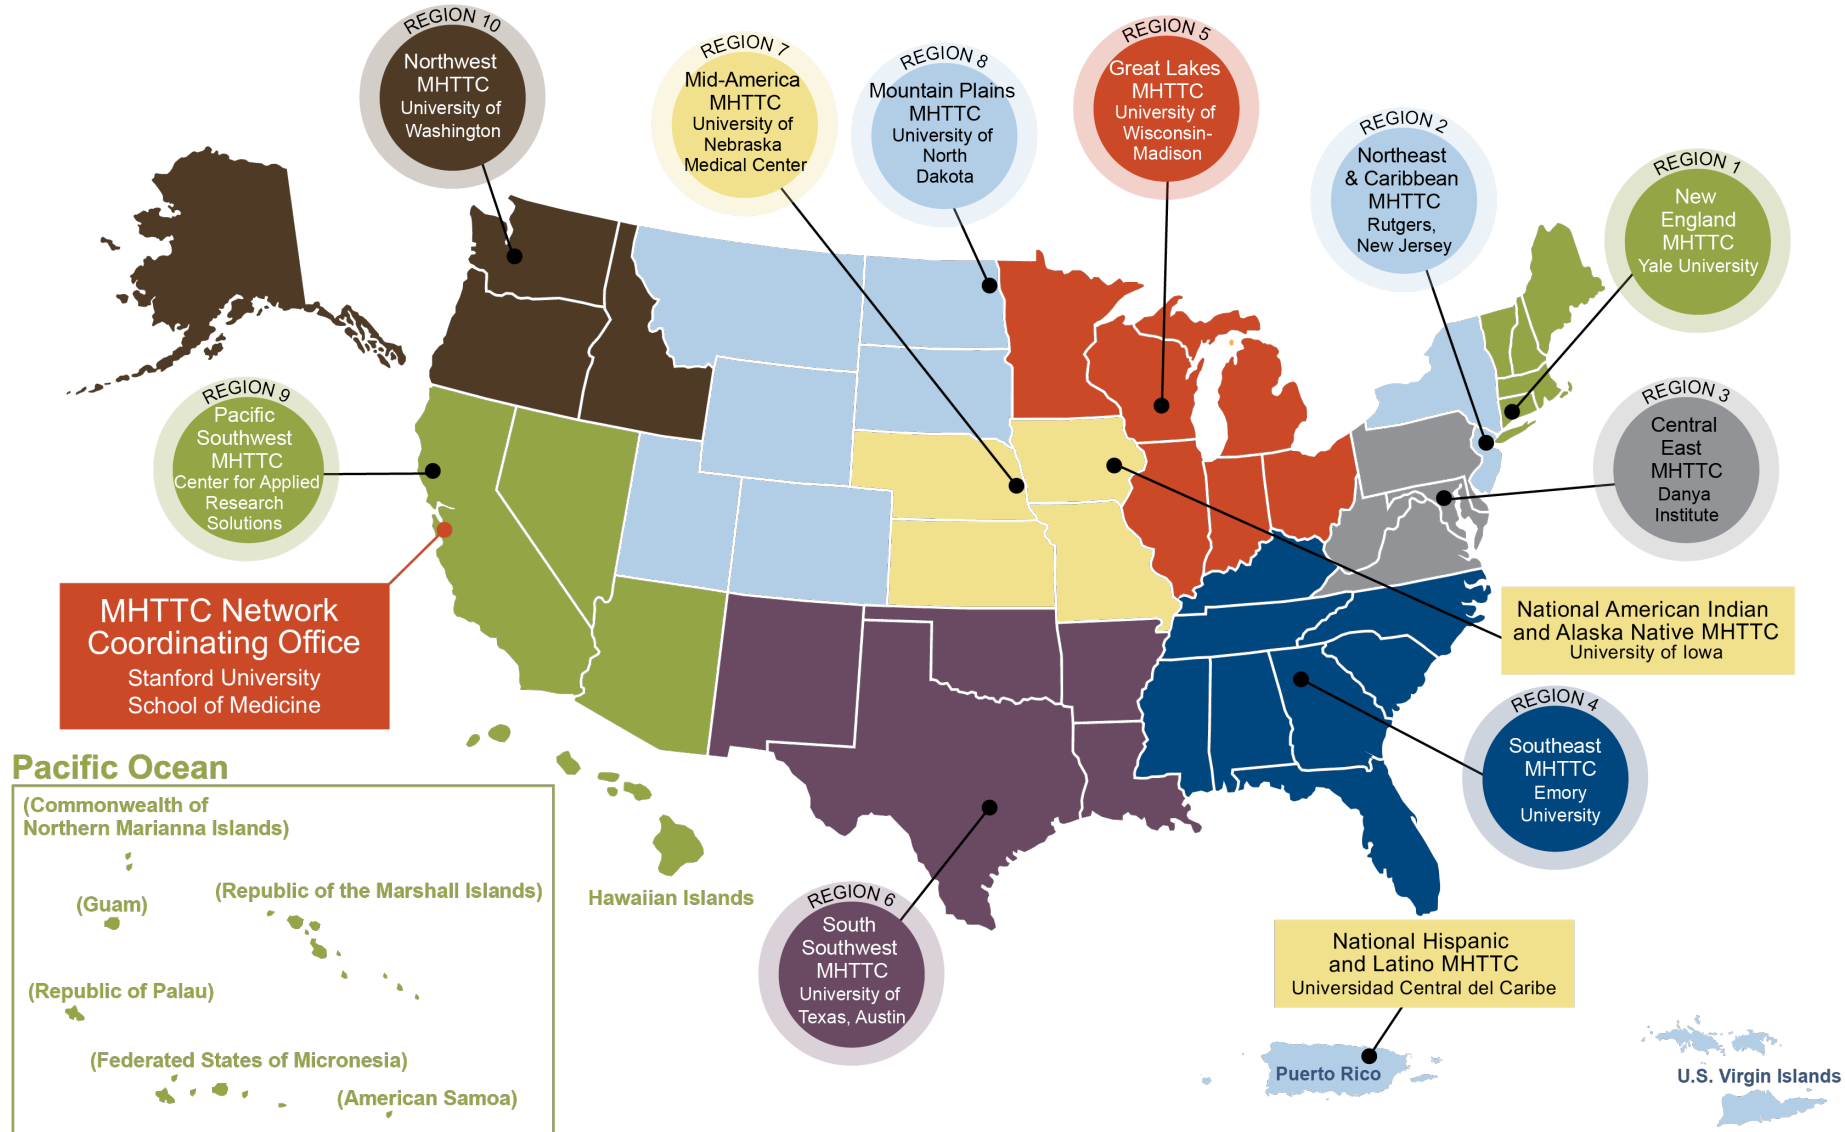 REGION 10
Northwest
MHTTC
University of
Washington
REGION 7
Mid-America
MHTTC
University of
Nebraska
Medical Center
REGION 8
Mountain Plains
MHTTC
University of
North
Dakota
REGION 5
Great Lakes
MHTTC
University of
Wisconsin-
Madison
REGION 2
Northeast
& Caribbean
MHTTC
Rutgers,
New Jersey
REGION 1
New
England
MHTTC
Yale University
REGION 9
Pacific
Southwest
MHTTC
Center for Applied
Research
Solutions
REGION 3
Central
East
MHTTC
Danya
Institute
MHTTC Network
Coordinating Office
Stanford University
School of Medicine
National American Indian
and Alaska Native MHTTC
University of Iowa
REGION 4
Southeast
MHTTC
Emory
University
Pacific Ocean
(Commonwealth of
Northern Marianna Islands)
(Guam)
(Republic of the Marshall Islands)
(Republic of Palau)
(Federated States of Micronesia)
(American Samoa)
Hawaiian Islands
REGION 6
South
Southwest
MHTTC
University of
Texas, Austin
National Hispanic
and Latino MHTTC
Universidad Central del Caribe
Puerto Rico
U.S. Virgin Islands